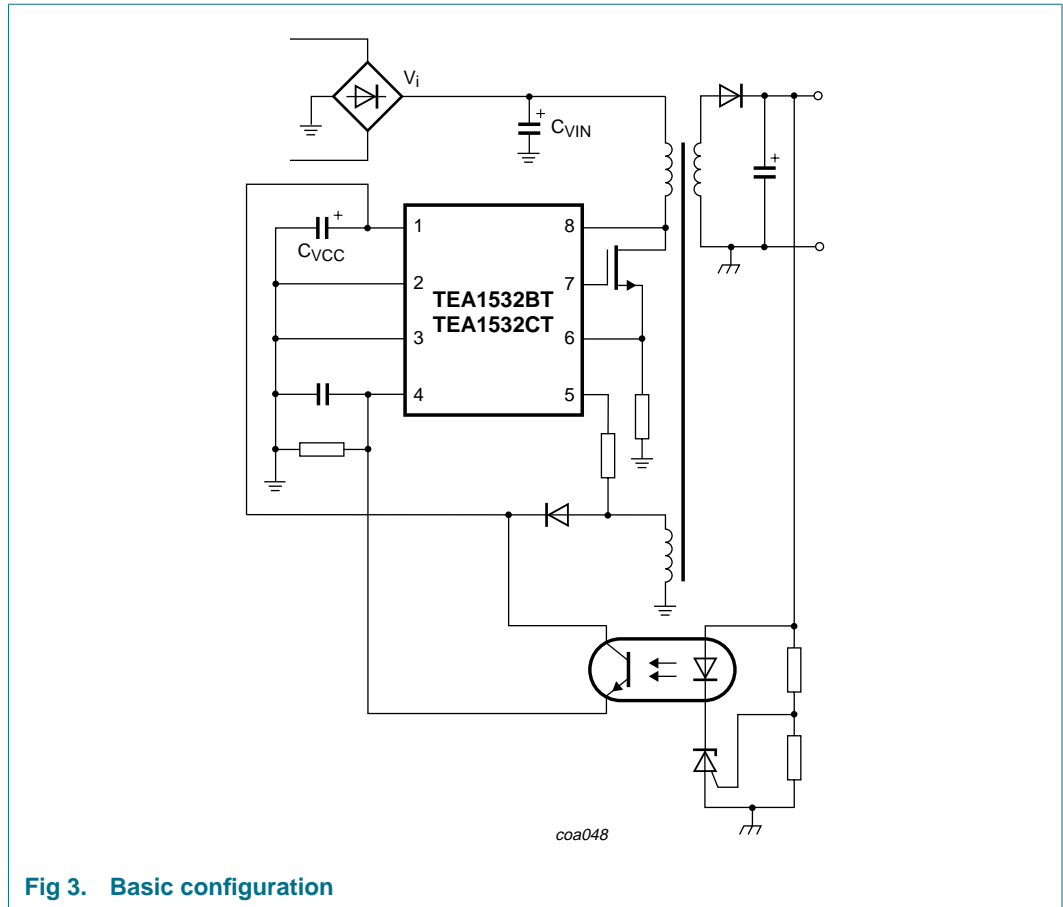 Vi
+
CVIN
+
+
CVCC
1
8
2
7
TEA1532BT
TEA1532CT
3
6
4
5
coa048
Fig 3. Basic configuration